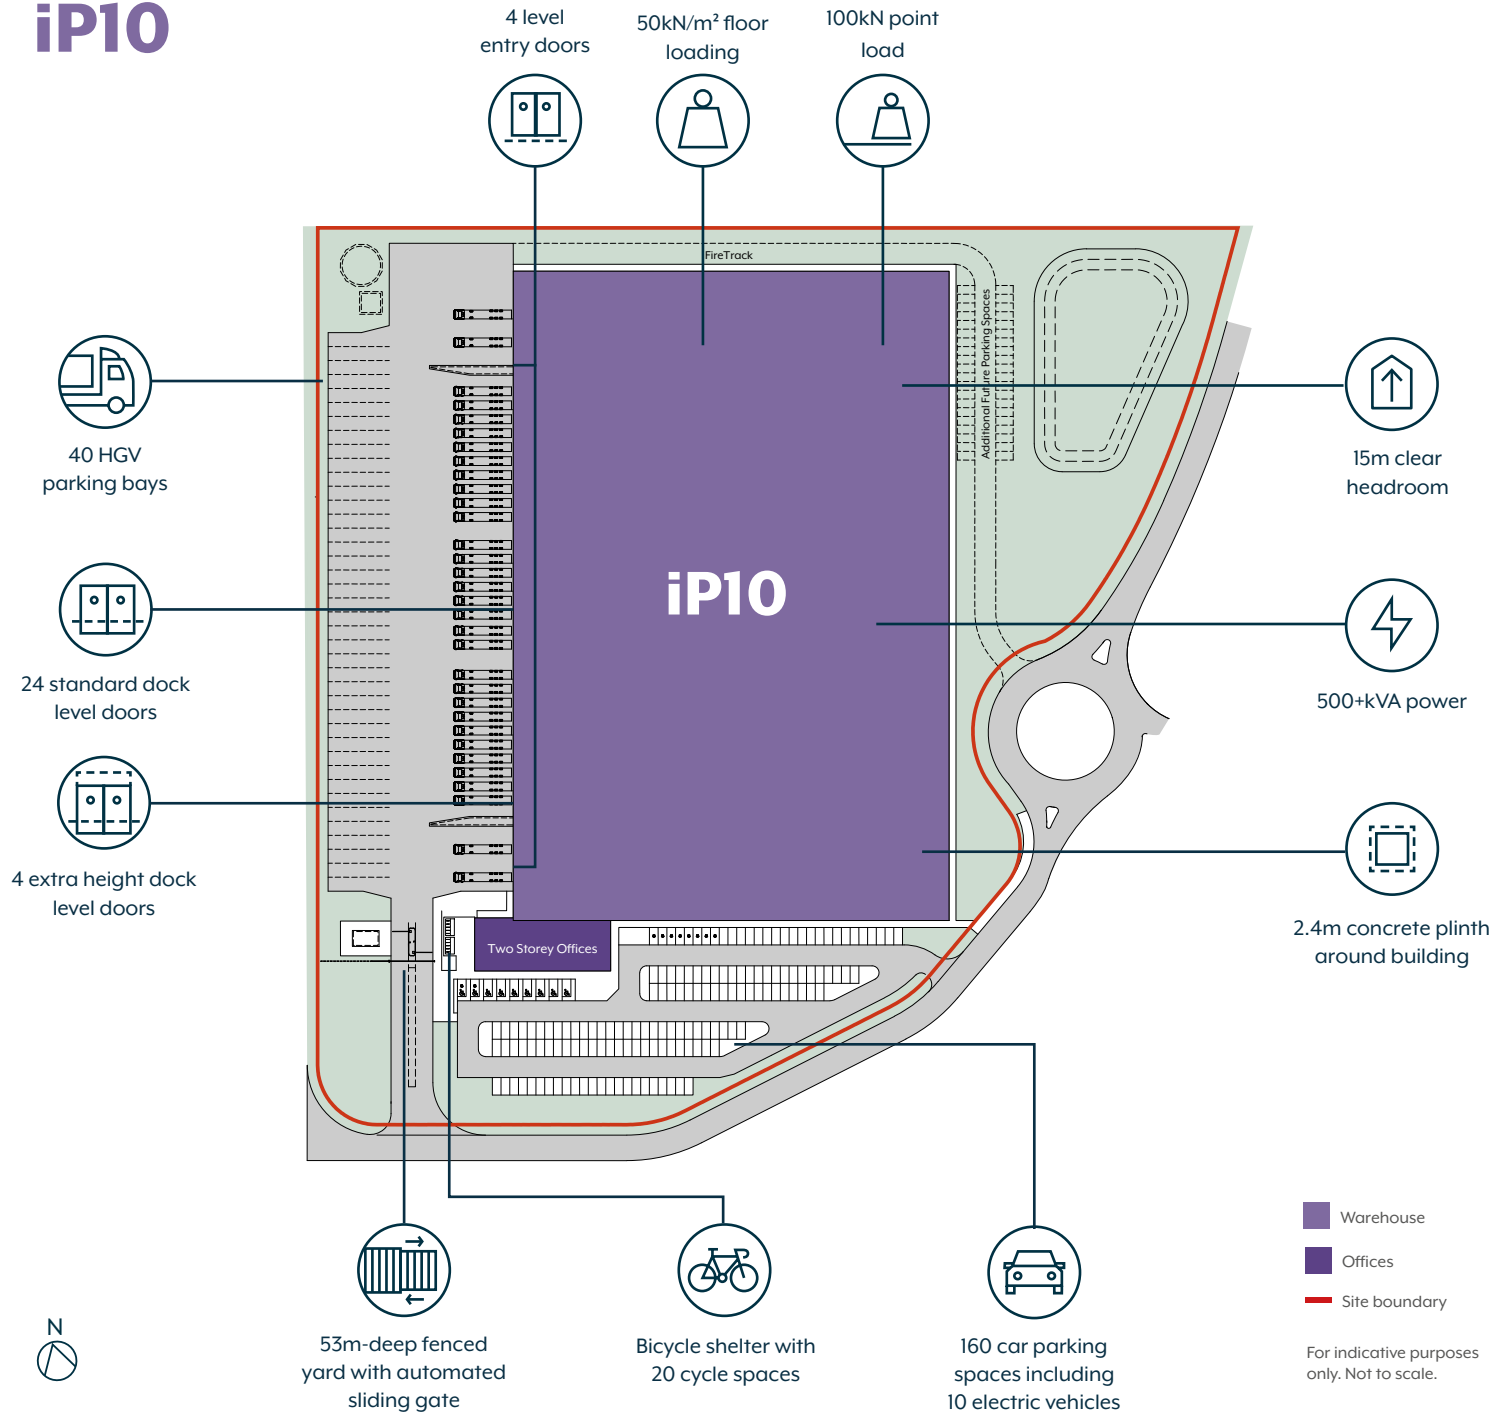 iP10
4 level
entry doors
50kN/m² floor
loading
100kN point
load
FireTrack
Additional Future Parking Spaces
40 HGV
parking bays
15m clear
headroom
iP10
24 standard dock
level doors
500+kVA power
4 extra height dock
level doors
2.4m concrete plinth
around building
Two Storey Offices
Warehouse
Offices
Site boundary
N
53m-deep fenced
yard with automated
sliding gate
Bicycle shelter with
20 cycle spaces
160 car parking
spaces including
10 electric vehicles
For indicative purposes
only. Not to scale.